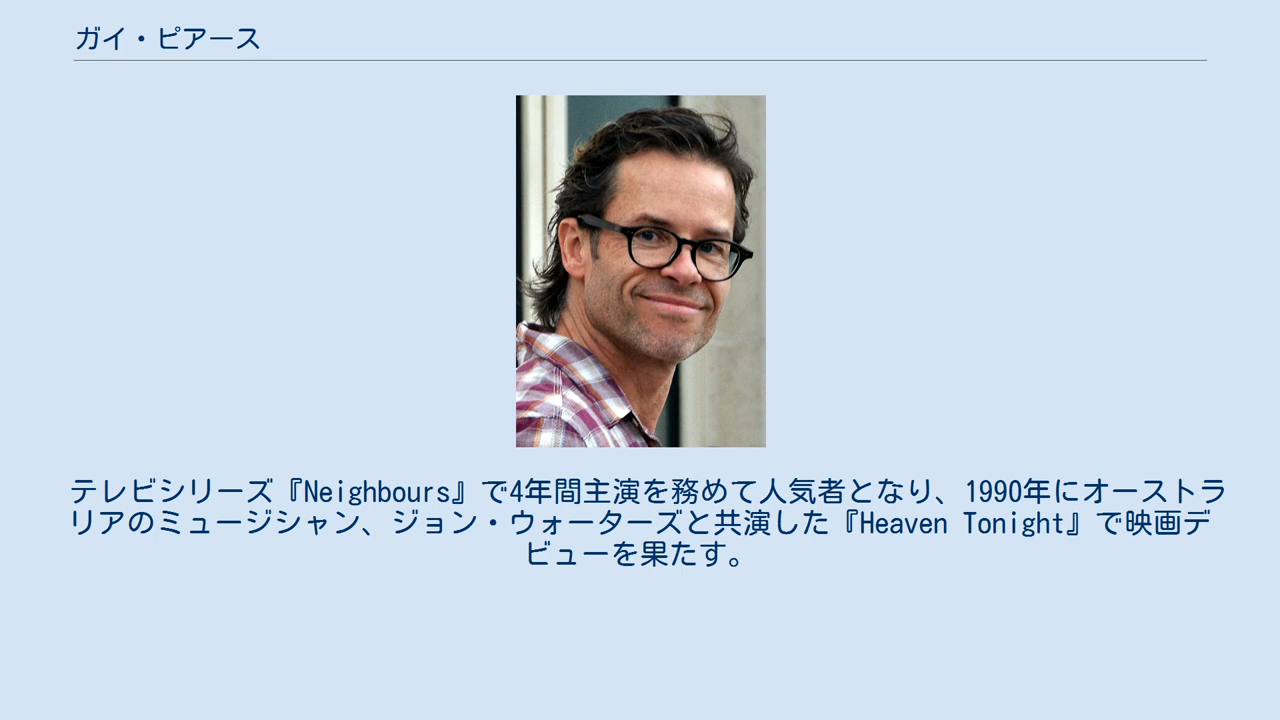 ガイ・ピアース
テレビシリーズ『Neighbours』で4年間主演を務めて人気者となり、1990年にオーストラ
リアのミュージシャン、ジョン・ウォーターズと共演した『Heaven Tonight』で映画デ
ビューを果たす。